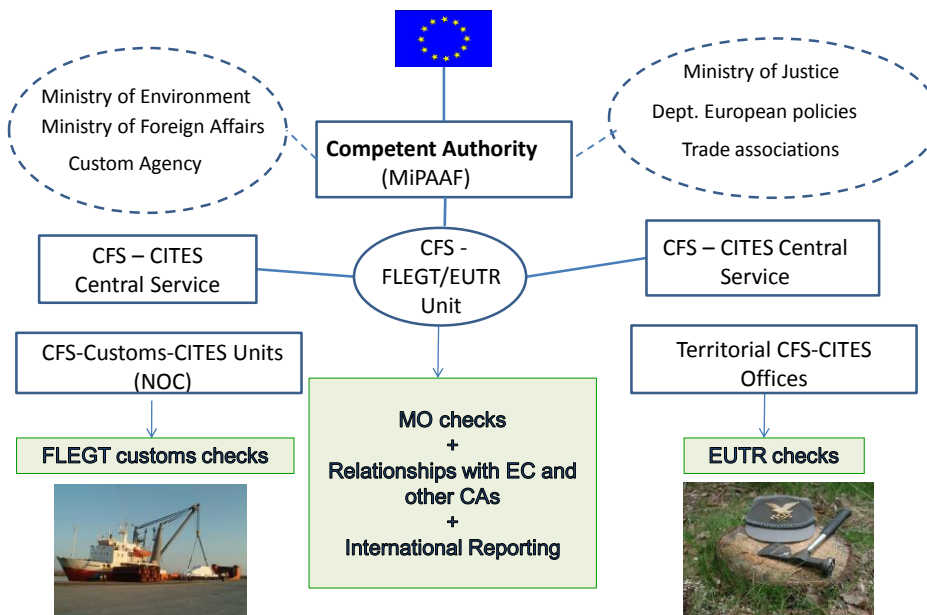 Ministry of Environment
Ministry of Foreign Affairs
Custom Agency
Competent Authority
(MiPAAF)
Ministry of Justice
Dept. European policies
Trade associations
CFS – CITES
Central Service
CFS -
FLEGT/EUTR
Unit
CFS – CITES Central
Service
CFS-Customs-CITES Units
(NOC)
Territorial CFS-CITES
Offices
FLEGT customs checks
MO checks
+
Relationships with EC and
other CAs
+
International Reporting
EUTR checks